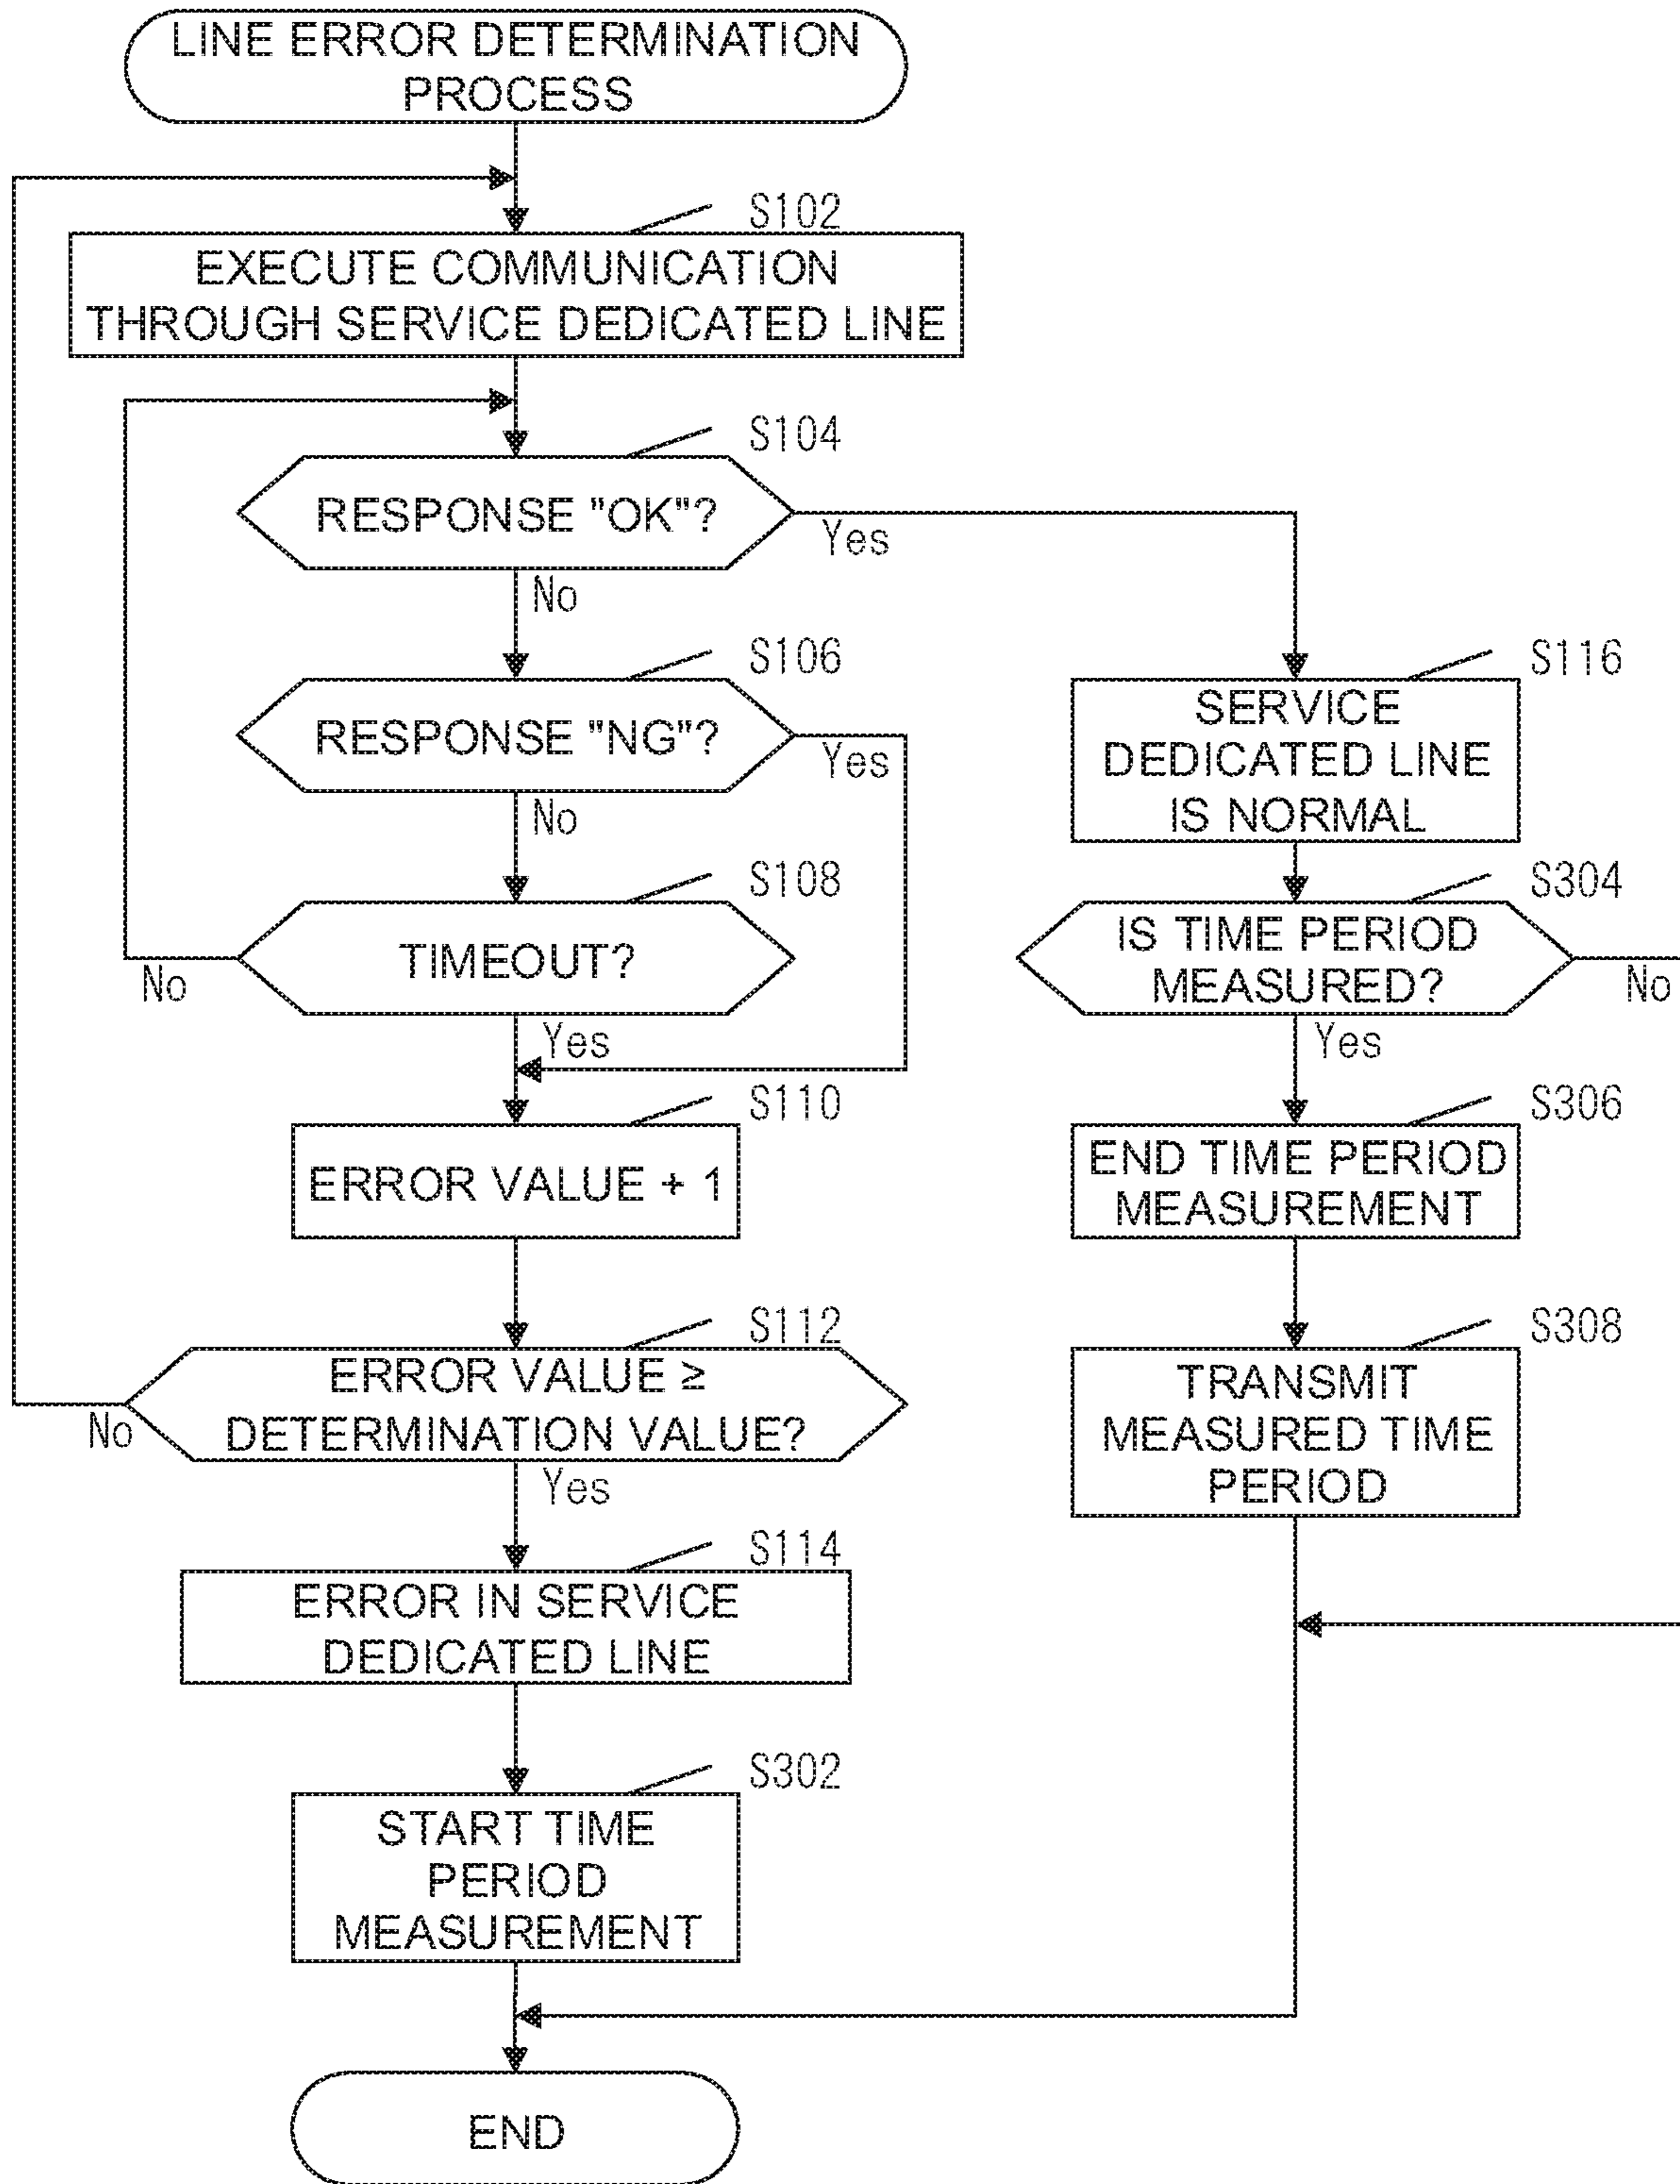 LINE ERROR DETERMINATION
PROCESS
S102
EXECUTE COMMUNICATION
THROUGH SERVICE DEDICATED LINE
S104
RESPONSE "OK"?
Yes
No
S106
RESPONSE "NG"?
Yes
No
S108
TIMEOUT?
No
Yes
S110
ERROR VALUE + 1
S112
ERROR VALUE ≥
DETERMINATION VALUE?
No
Yes
S114
ERROR IN SERVICE
DEDICATED LINE
S302
START TIME
PERIOD
MEASUREMENT
S116
SERVICE
DEDICATED LINE
IS NORMAL
S304
IS TIME PERIOD
MEASURED?
No
Yes
S306
END TIME PERIOD
MEASUREMENT
S308
TRANSMIT
MEASURED TIME
PERIOD
END